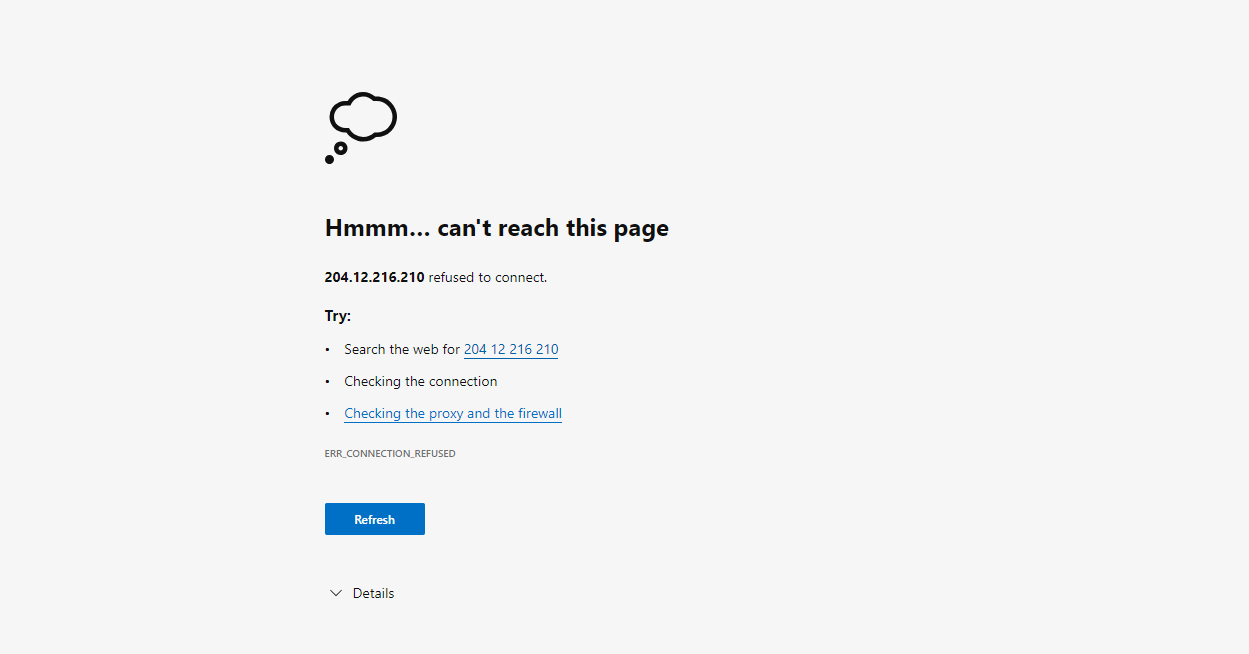 Hmmm... can't reach this page
204.12.216.210 refused to connect.
Try:
• Search the web for 204 12 216 210
• Checking the connection
• Checking the proxy and the firewall
ERR_CONNECTION_REFUSED
Refresh
Details